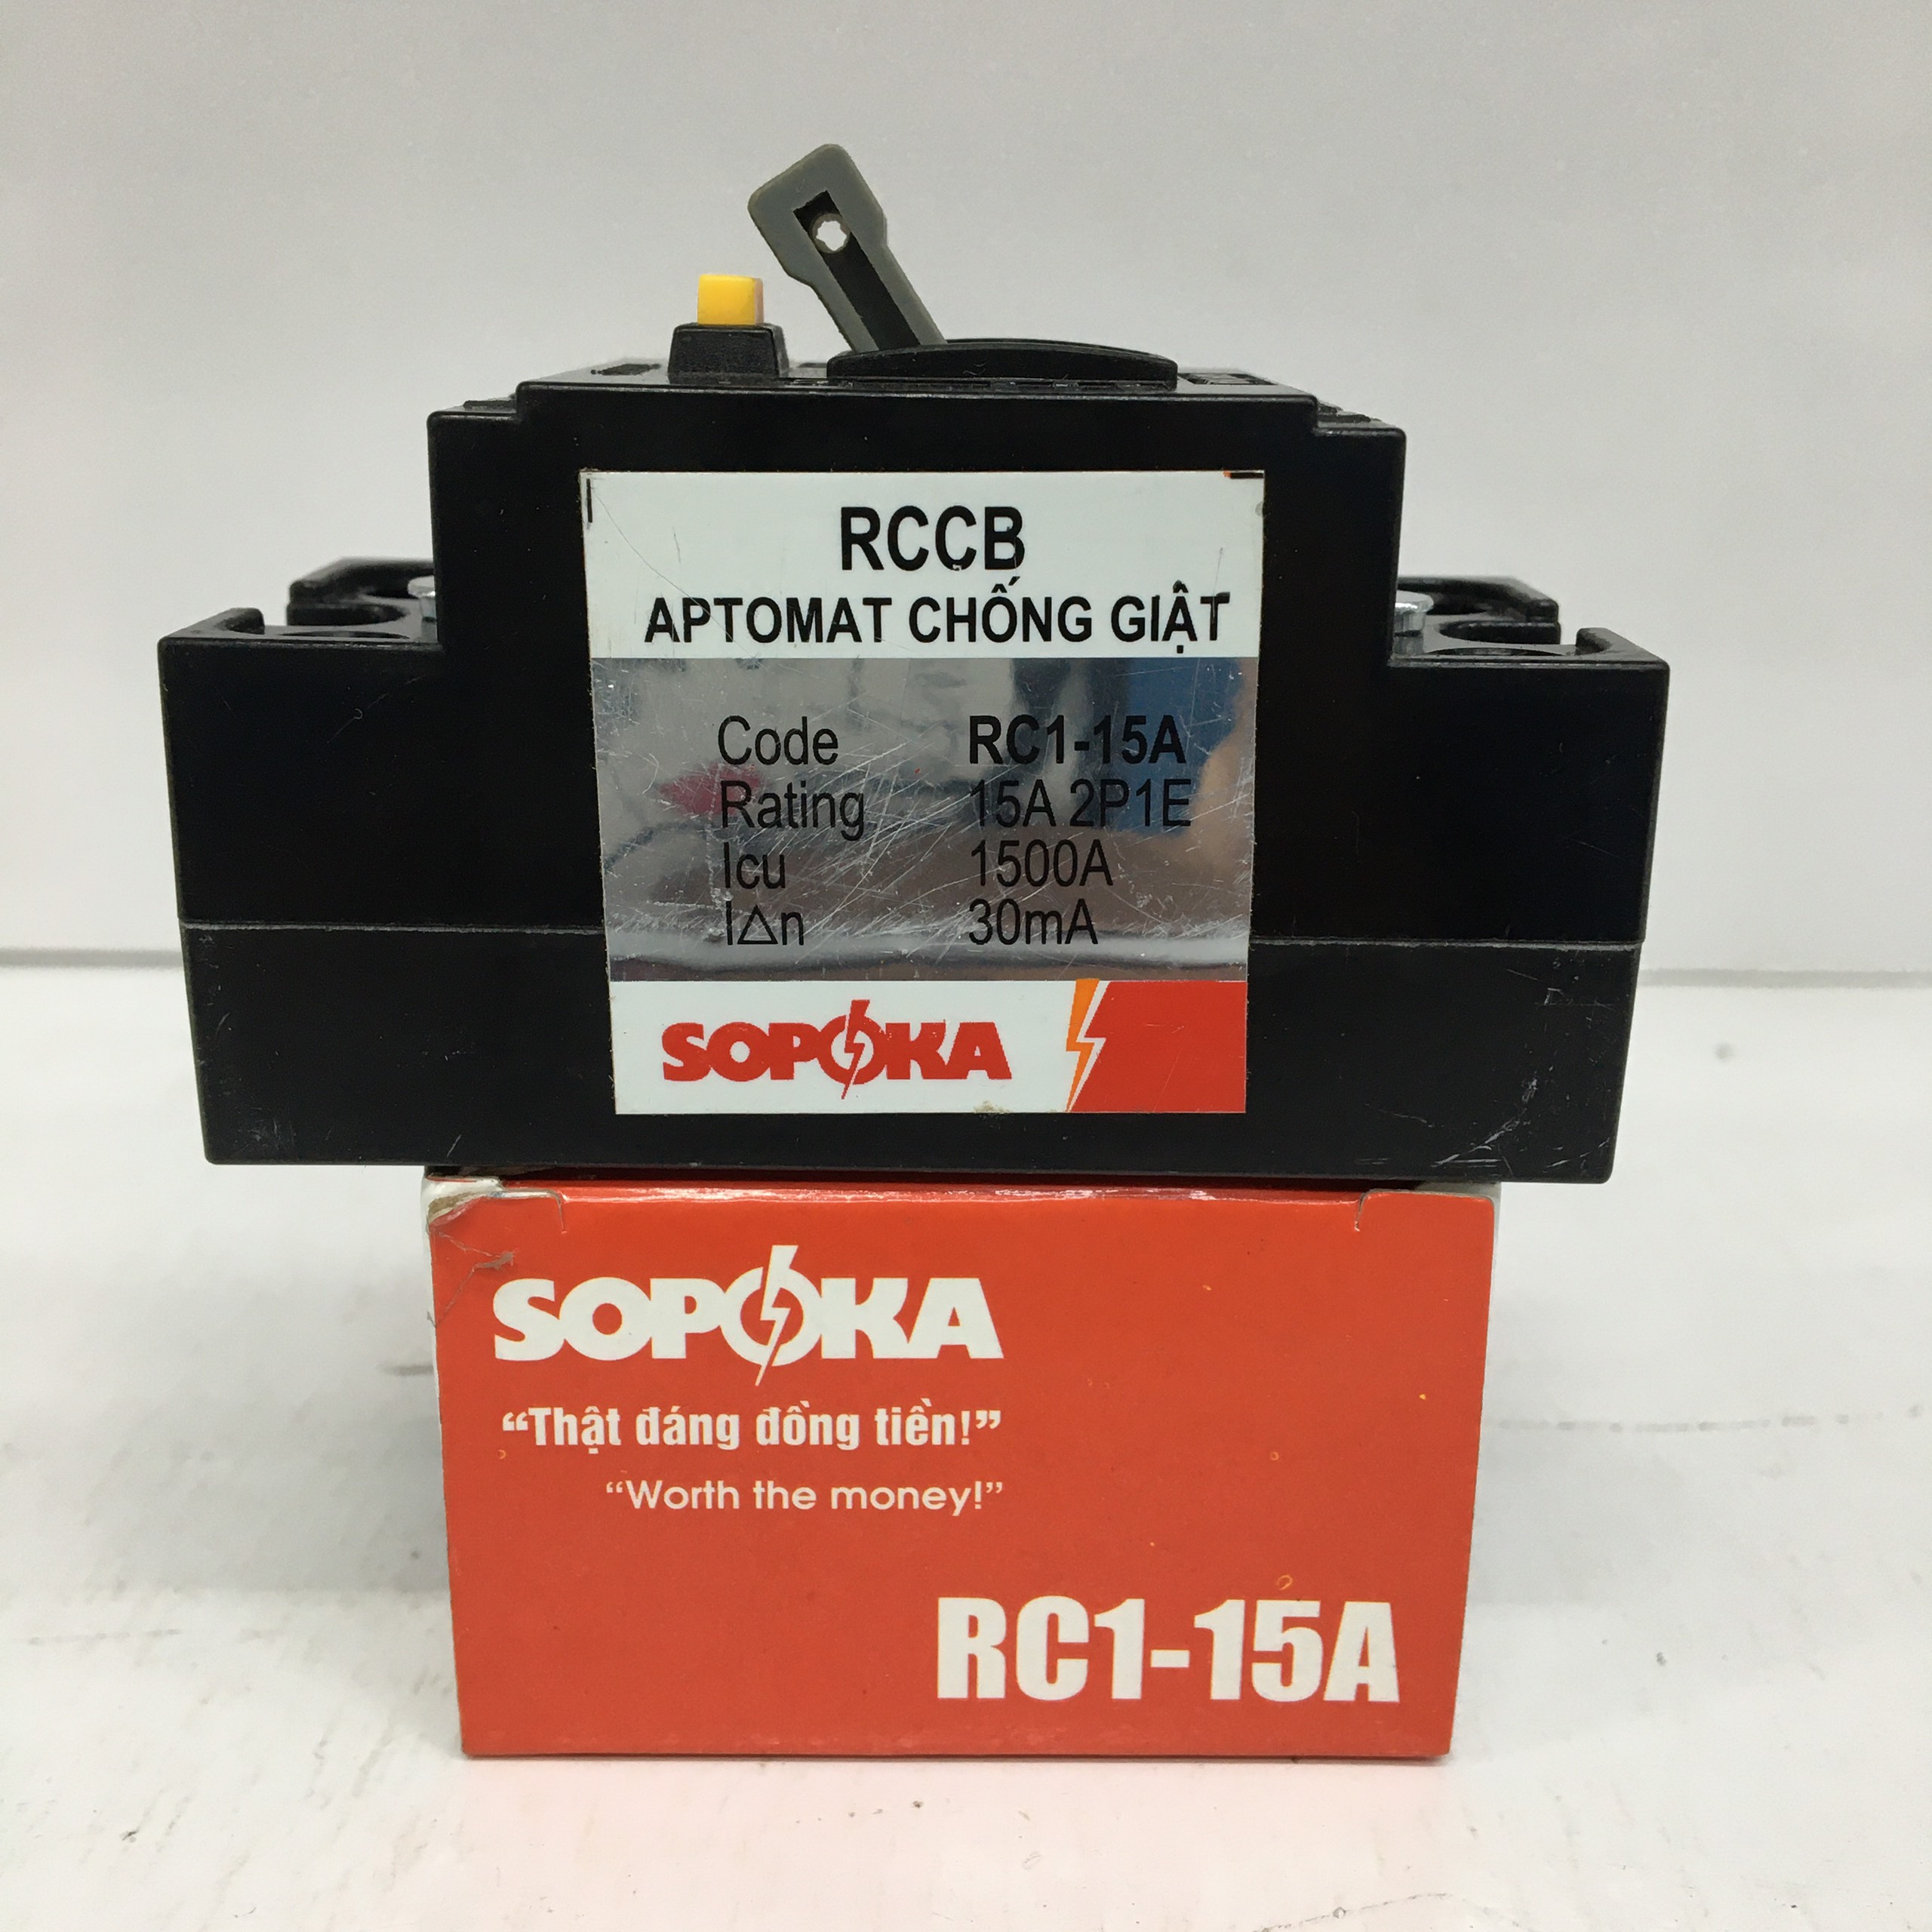 RCCB
APTOMAT CHỐNG GIẬT
Code RC1-15A
Rating 15A 2P1E
Icu 1500A
I△n 30mA
SOPOKA
SOPOKA
“Thật đáng đồng tiền!”
“Worth the money!”
RC1-15A